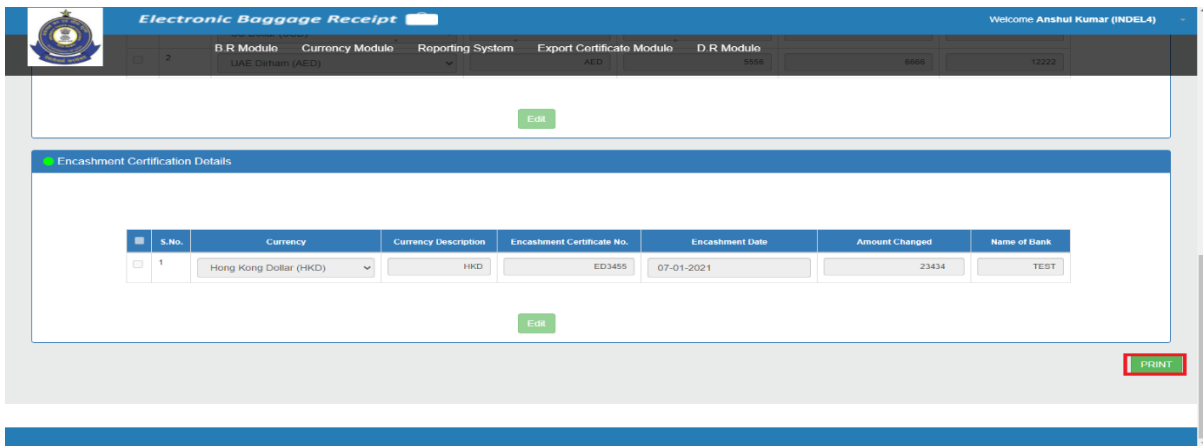 Electronic Baggage Receipt
Welcome Anshul Kumar (INDEL4)
B.R Module Currency Module Reporting System Export Certificate Module D.R Module
2 UAE Dirham (AED) AED 5556 6666 12222
Edit
Encashment Certification Details
S.No. Currency Currency Description Encashment Certificate No. Encashment Date Amount Changed Name of Bank
1 Hong Kong Dollar (HKD) HKD ED3455 07-01-2021 23434 TEST
Edit
PRINT